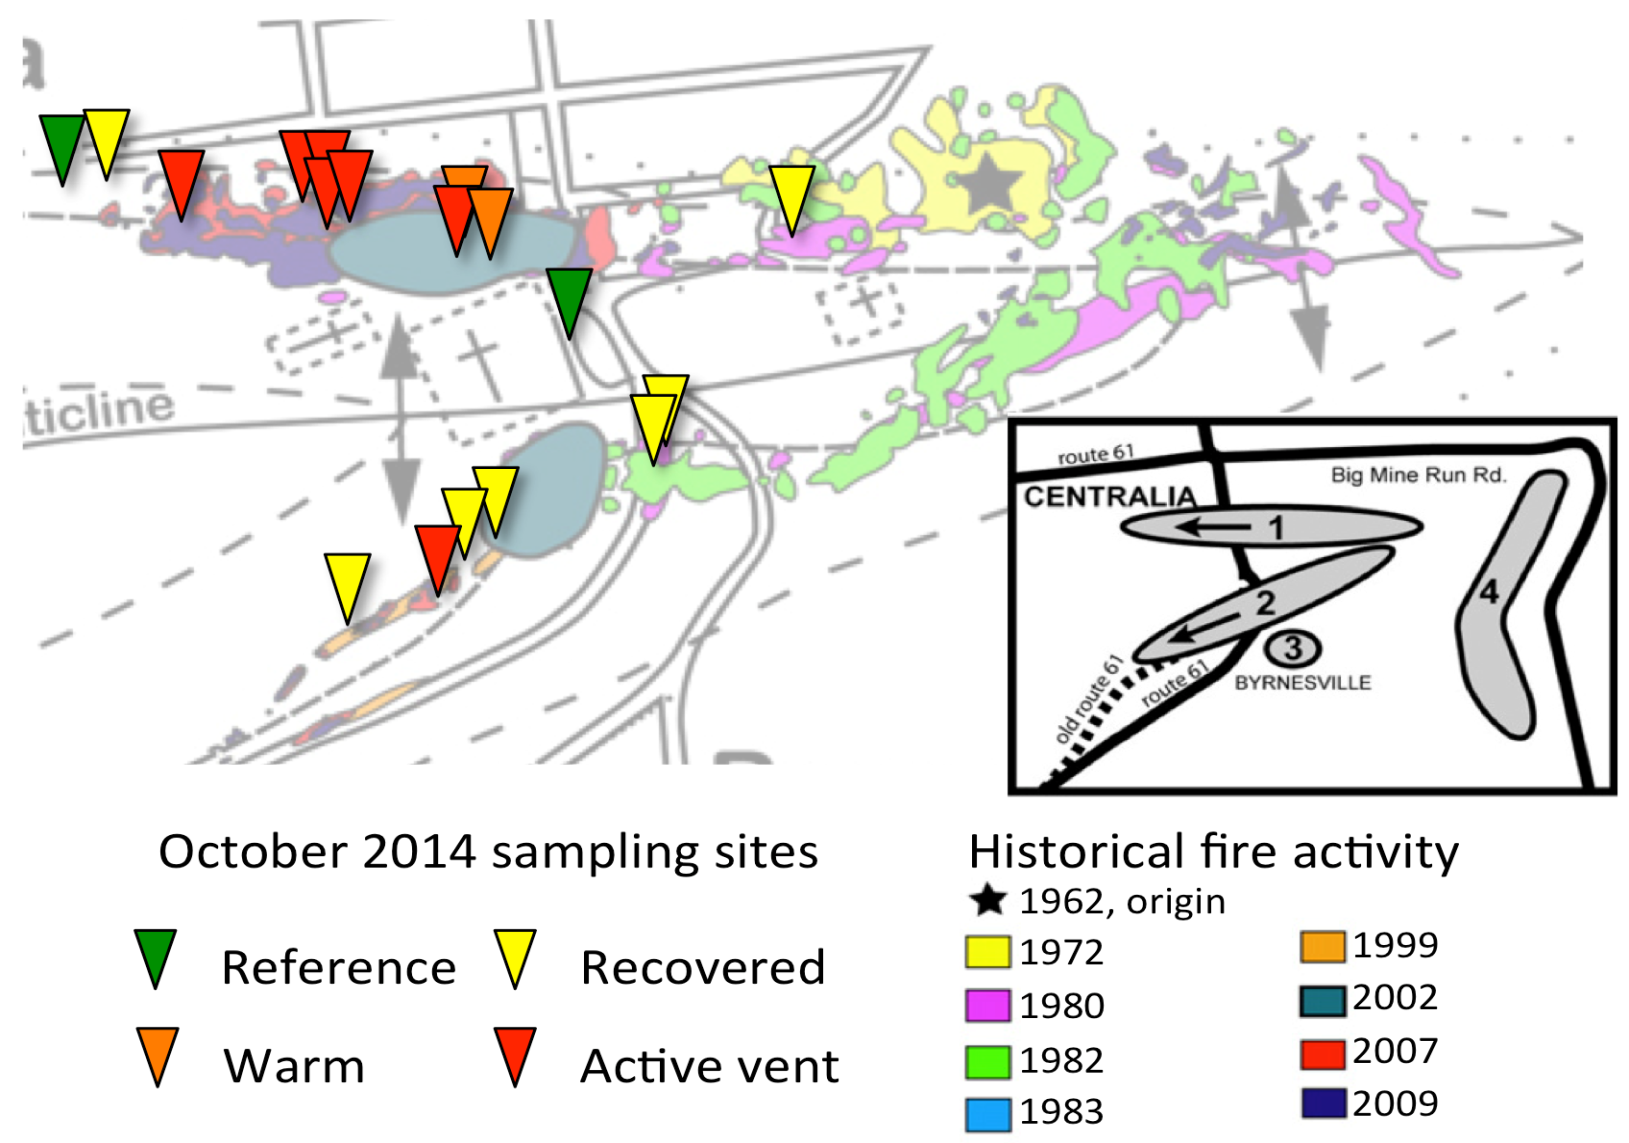 a
ticline
route 61
Big Mine Run Rd.
CENTRALIA
1
2
3
4
BYRNESVILLE
old route 61
route 61
October 2014 sampling sites
Reference
Recovered
Warm
Active vent
Historical fire activity
1962, origin
1972
1980
1982
1983
1999
2002
2007
2009